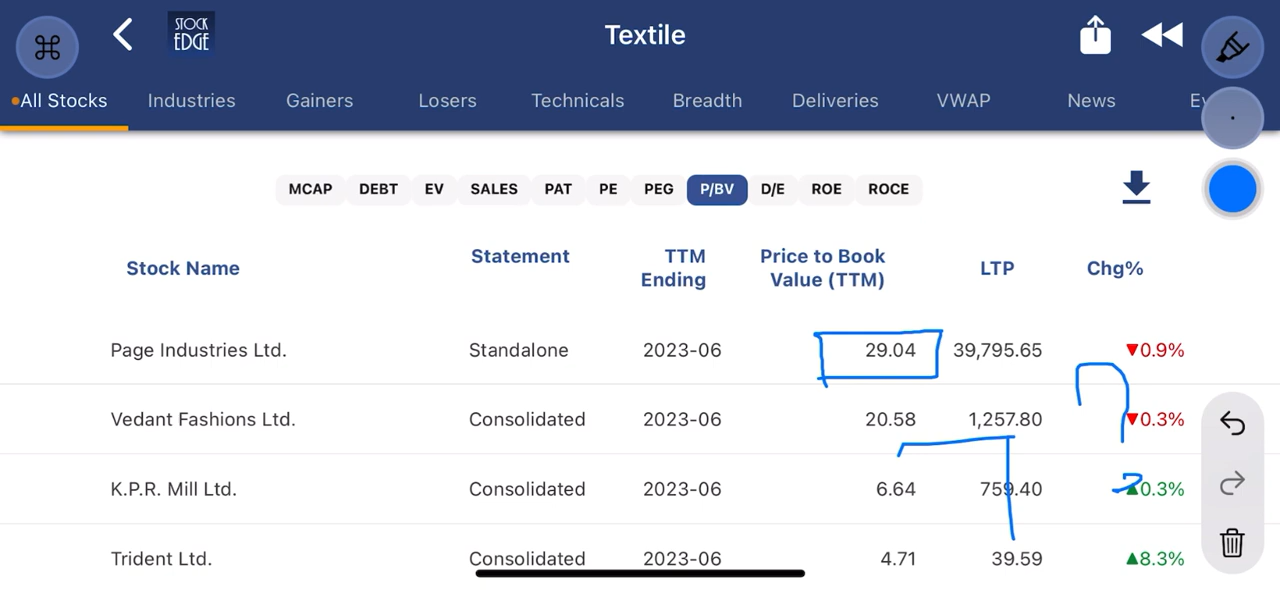 STOCK EDGE
Textile
All Stocks Industries Gainers Losers Technicals Breadth Deliveries VWAP News
MCAP DEBT EV SALES PAT PE PEG P/BV D/E ROE ROCE
Stock Name Statement TTM Ending Price to Book Value (TTM) LTP Chg%
Page Industries Ltd. Standalone 2023-06 29.04 39,795.65 ▼0.9%
Vedant Fashions Ltd. Consolidated 2023-06 20.58 1,257.80 ▼0.3%
K.P.R. Mill Ltd. Consolidated 2023-06 6.64 759.40 ▲0.3%
Trident Ltd. Consolidated 2023-06 4.71 39.59 ▲8.3%